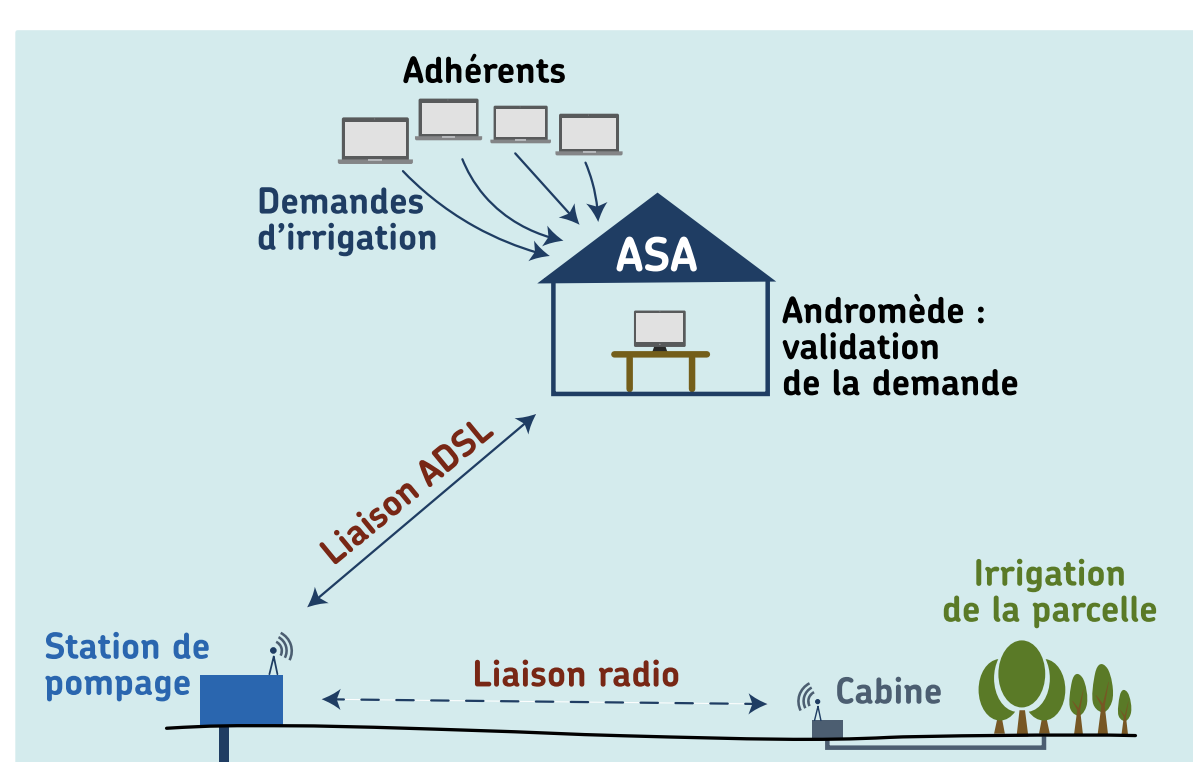 Adhérents
Demandes
d’irrigation
ASA
Andromède :
validation
de la demande
Liaison ADSL
Irrigation
de la parcelle
Station de
pompage
Liaison radio
Cabine